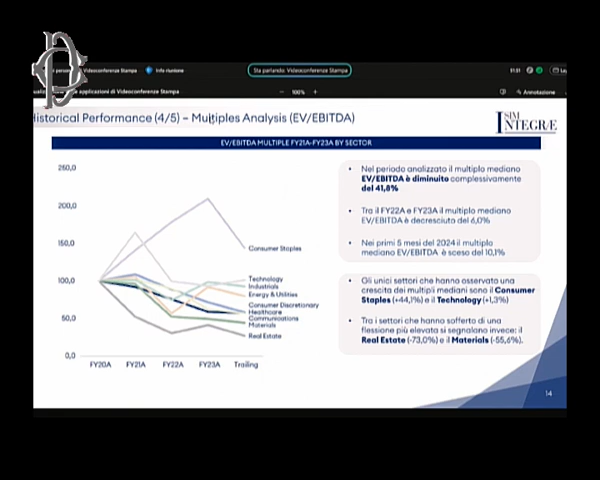 Videoconferenza Stampa
Info riunione
Sta parlando: Videoconferenza Stampa
11:31
applicazioni di Videoconferenza Stampa
100%
Annotazione
Historical Performance (4/5) – Multiples Analysis (EV/EBITDA)
SIM
INTEGRÆ
EV/EBITDA MULTIPLE FY21A-FY23A BY SECTOR
250,0
200,0
150,0
100,0
50,0
0,0
FY20A FY21A FY22A FY23A Trailing
Consumer Staples
Technology
Industrials
Energy & Utilities
Consumer Discretionary
Healthcare
Communications
Materials
Real Estate
• Nel periodo analizzato il multiplo mediano
EV/EBITDA è diminuito complessivamente
del 41,8%
• Tra il FY22A e FY23A il multiplo mediano
EV/EBITDA è decresciuto del 6,0%
• Nei primi 5 mesi del 2024 il multiplo
mediano EV/EBITDA è sceso del 10,1%
• Gli unici settori che hanno osservato una
crescita dei multipli mediani sono il Consumer
Staples (+44,1%) e il Technology (+1,3%)
• Tra i settori che hanno sofferto di una
flessione più elevata si segnalano invece: il
Real Estate (-73,0%) e il Materials (-55,6%).
14